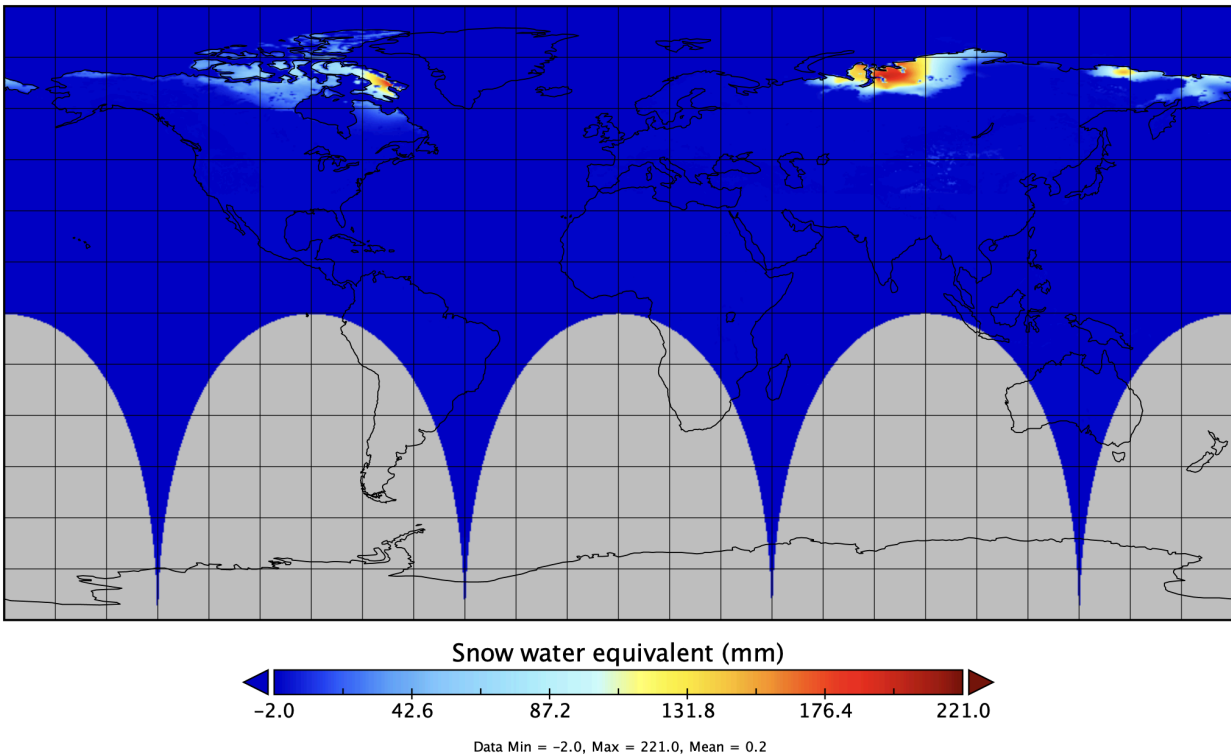 Snow water equivalent (mm)
−2.0 42.6 87.2 131.8 176.4 221.0
Data Min = −2.0, Max = 221.0, Mean = 0.2